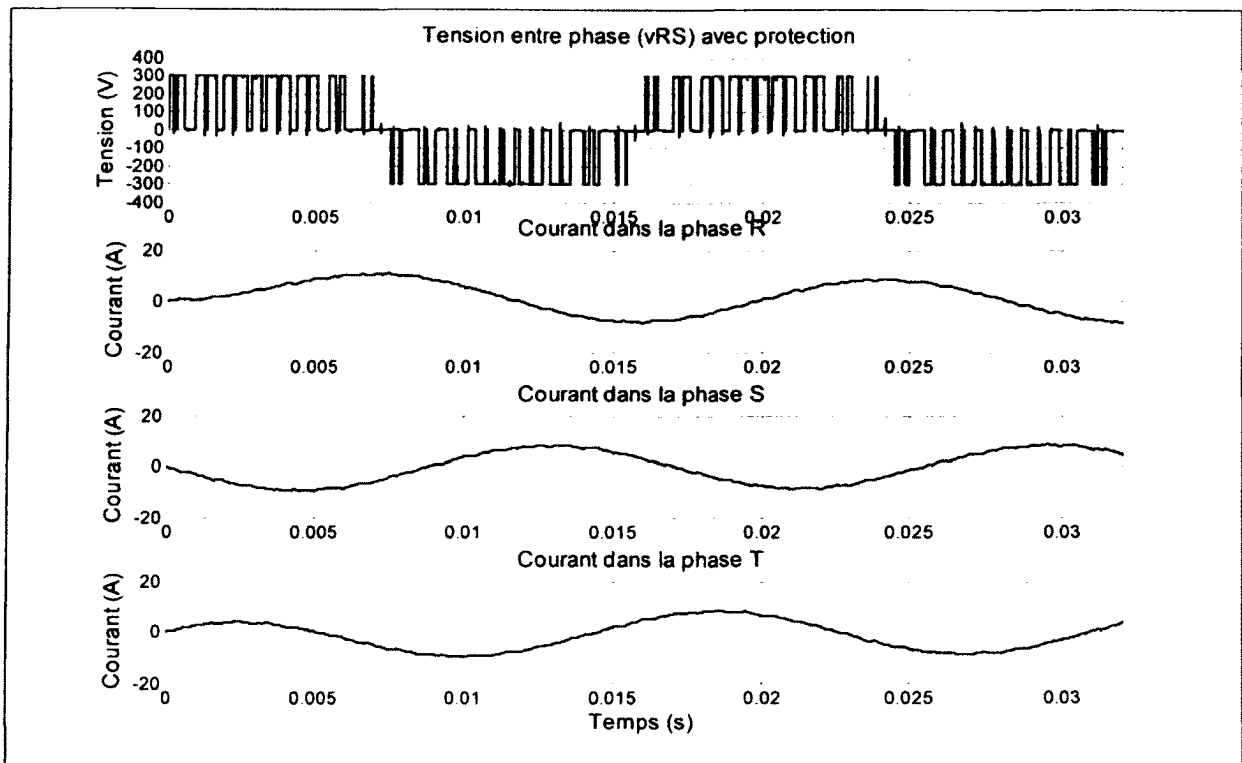 Tension entre phase (vRS) avec protection
Tension (V)
400
300
200
100
0
-100
-200
-300
-400
0 0.005 0.01 0.015 0.02 0.025 0.03
Courant dans la phase R
Courant (A)
20
0
-20
0 0.005 0.01 0.015 0.02 0.025 0.03
Courant dans la phase S
Courant (A)
20
0
-20
0 0.005 0.01 0.015 0.02 0.025 0.03
Courant dans la phase T
Courant (A)
20
0
-20
0 0.005 0.01 0.015 0.02 0.025 0.03
Temps (s)